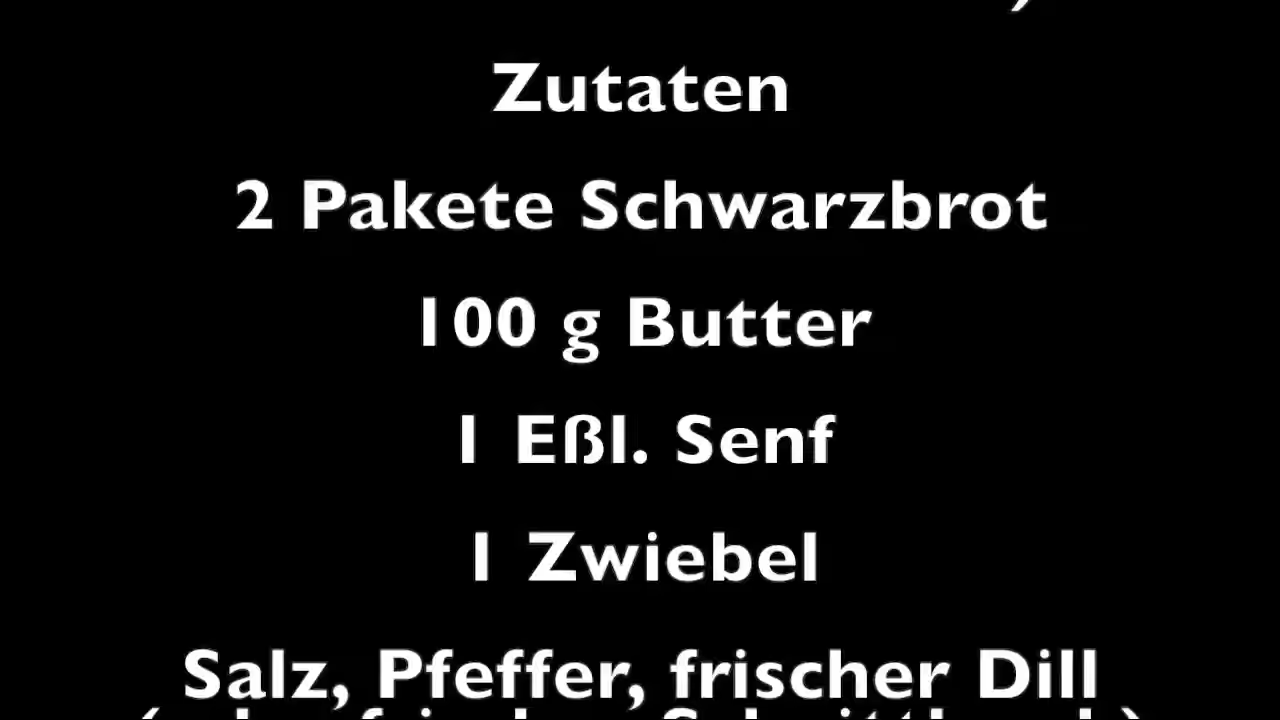 Zutaten
2 Pakete Schwarzbrot
100 g Butter
1 Eßl. Senf
1 Zwiebel
Salz, Pfeffer, frischer Dill